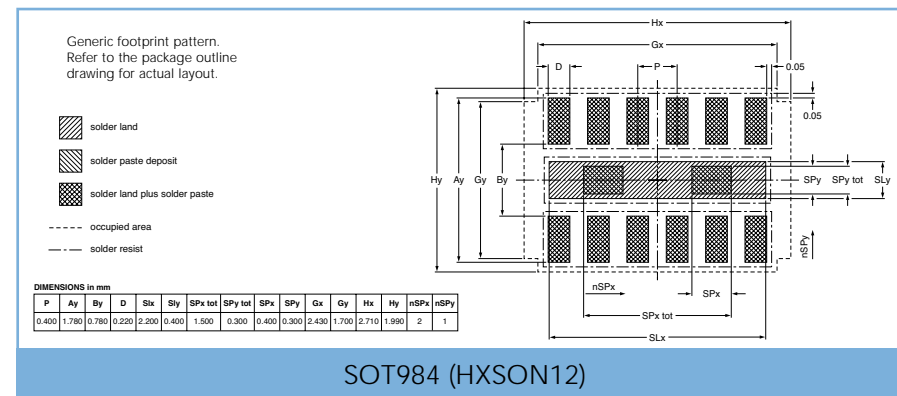 Generic footprint pattern.
Refer to the package outline
drawing for actual layout.
solder land
solder paste deposit
solder land plus solder paste
occupied area
solder resist
Hx
Gx
D
P
0.05
0.05
Hy
Ay
Gy
By
SPy
SPy tot
SLy
nSPy
nSPx
SPx
SPx tot
SLx
DIMENSIONS in mm
P Ay By D Slx Sly SPx tot SPy tot SPx SPy Gx Gy Hx Hy nSPx nSPy
0.400 1.780 0.780 0.220 2.200 0.400 1.500 0.300 0.400 0.300 2.430 1.700 2.710 1.990 2 1
SOT984 (HXSON12)